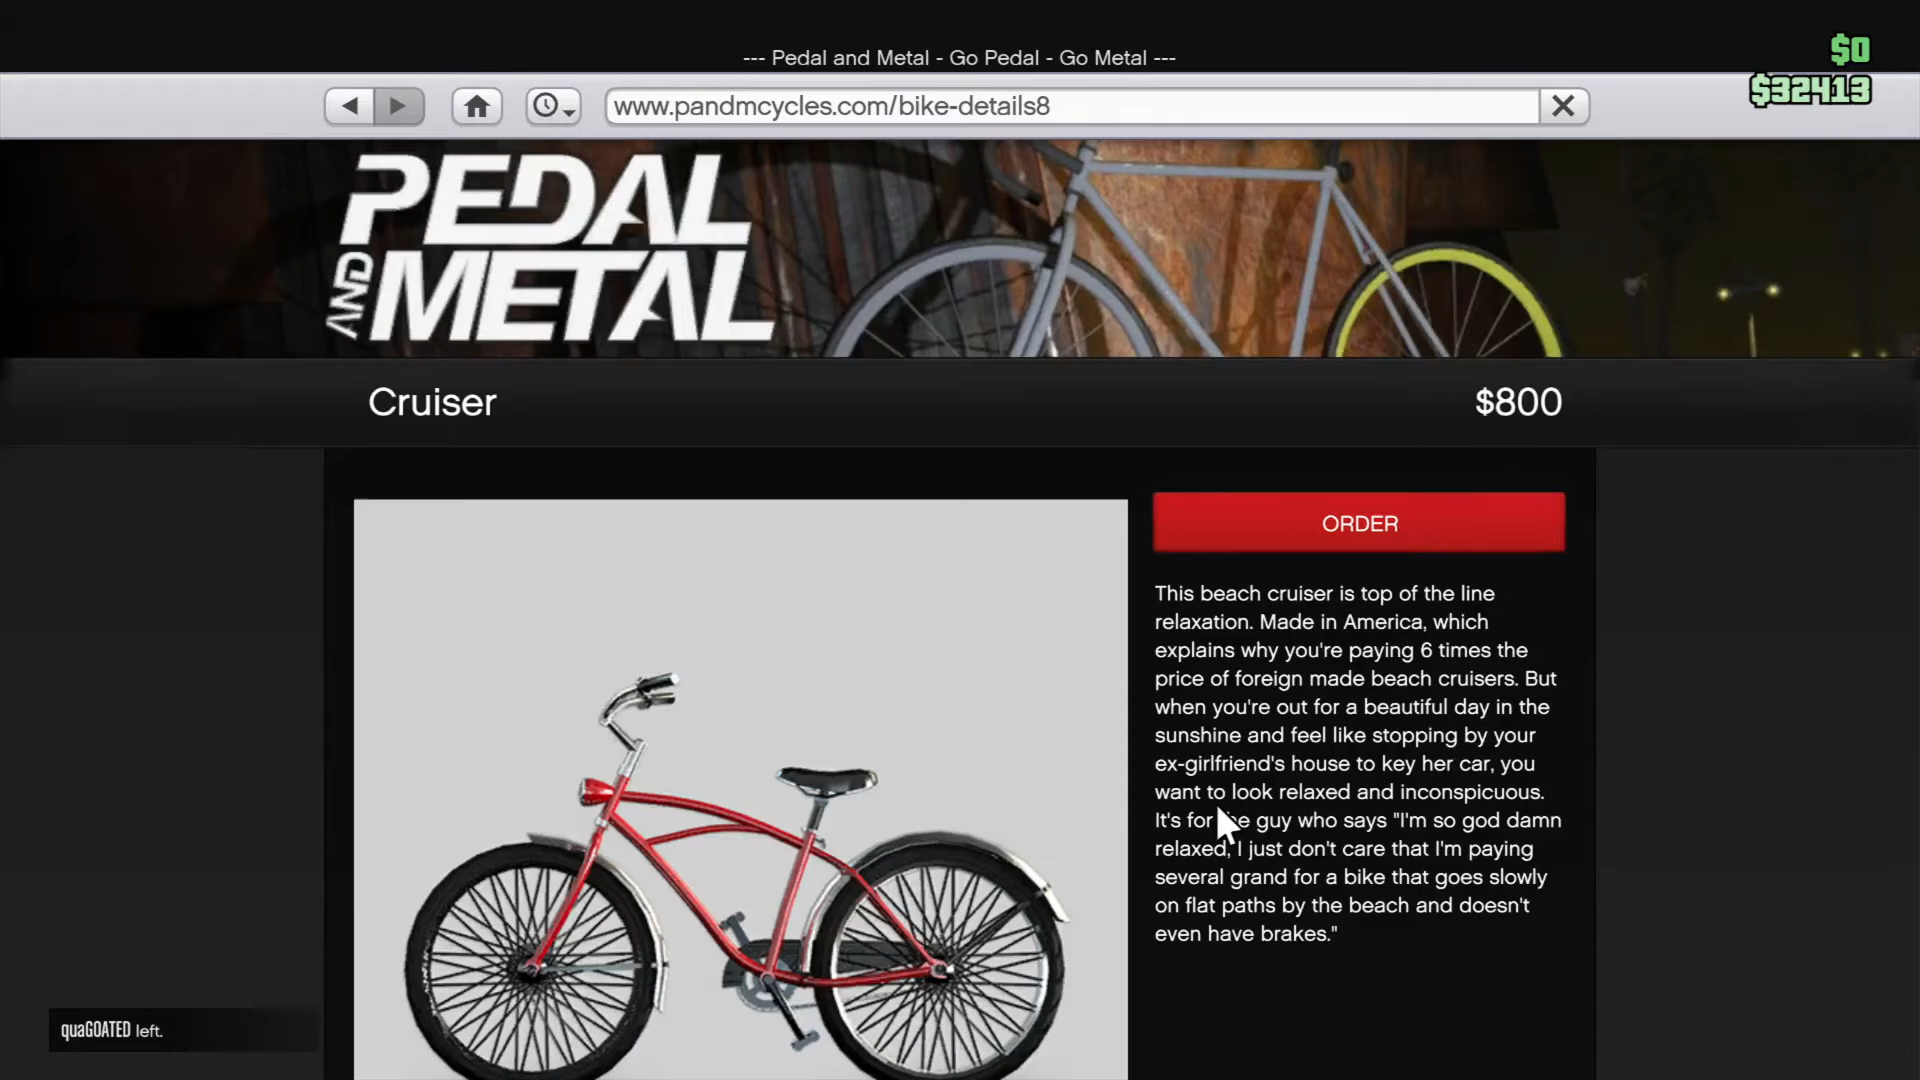 --- Pedal and Metal - Go Pedal - Go Metal ---
$0
$32413
www.pandmcycles.com/bike-details8
PEDAL
AND
METAL
Cruiser
$800
ORDER
This beach cruiser is top of the line
relaxation. Made in America, which
explains why you're paying 6 times the
price of foreign made beach cruisers. But
when you're out for a beautiful day in the
sunshine and feel like stopping by your
ex-girlfriend's house to key her car, you
want to look relaxed and inconspicuous.
It's for the guy who says "I'm so god damn
relaxed, I just don't care that I'm paying
several grand for a bike that goes slowly
on flat paths by the beach and doesn't
even have brakes."
quaGOATED left.